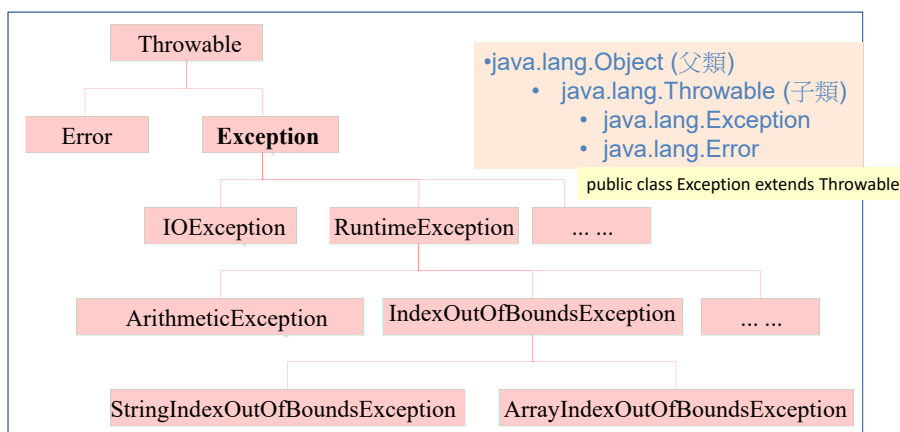 Throwable
•java.lang.Object (父類)
• java.lang.Throwable (子類)
• java.lang.Exception
• java.lang.Error
Error
Exception
public class Exception extends Throwable
IOException
RuntimeException
... ...
ArithmeticException
IndexOutOfBoundsException
... ...
StringIndexOutOfBoundsException
ArrayIndexOutOfBoundsException